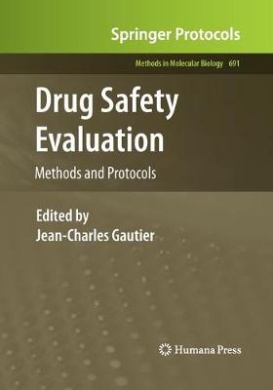 Springer Protocols
Methods in Molecular Biology 691
Drug Safety
Evaluation
Methods and Protocols
Edited by
Jean-Charles Gautier
Humana Press